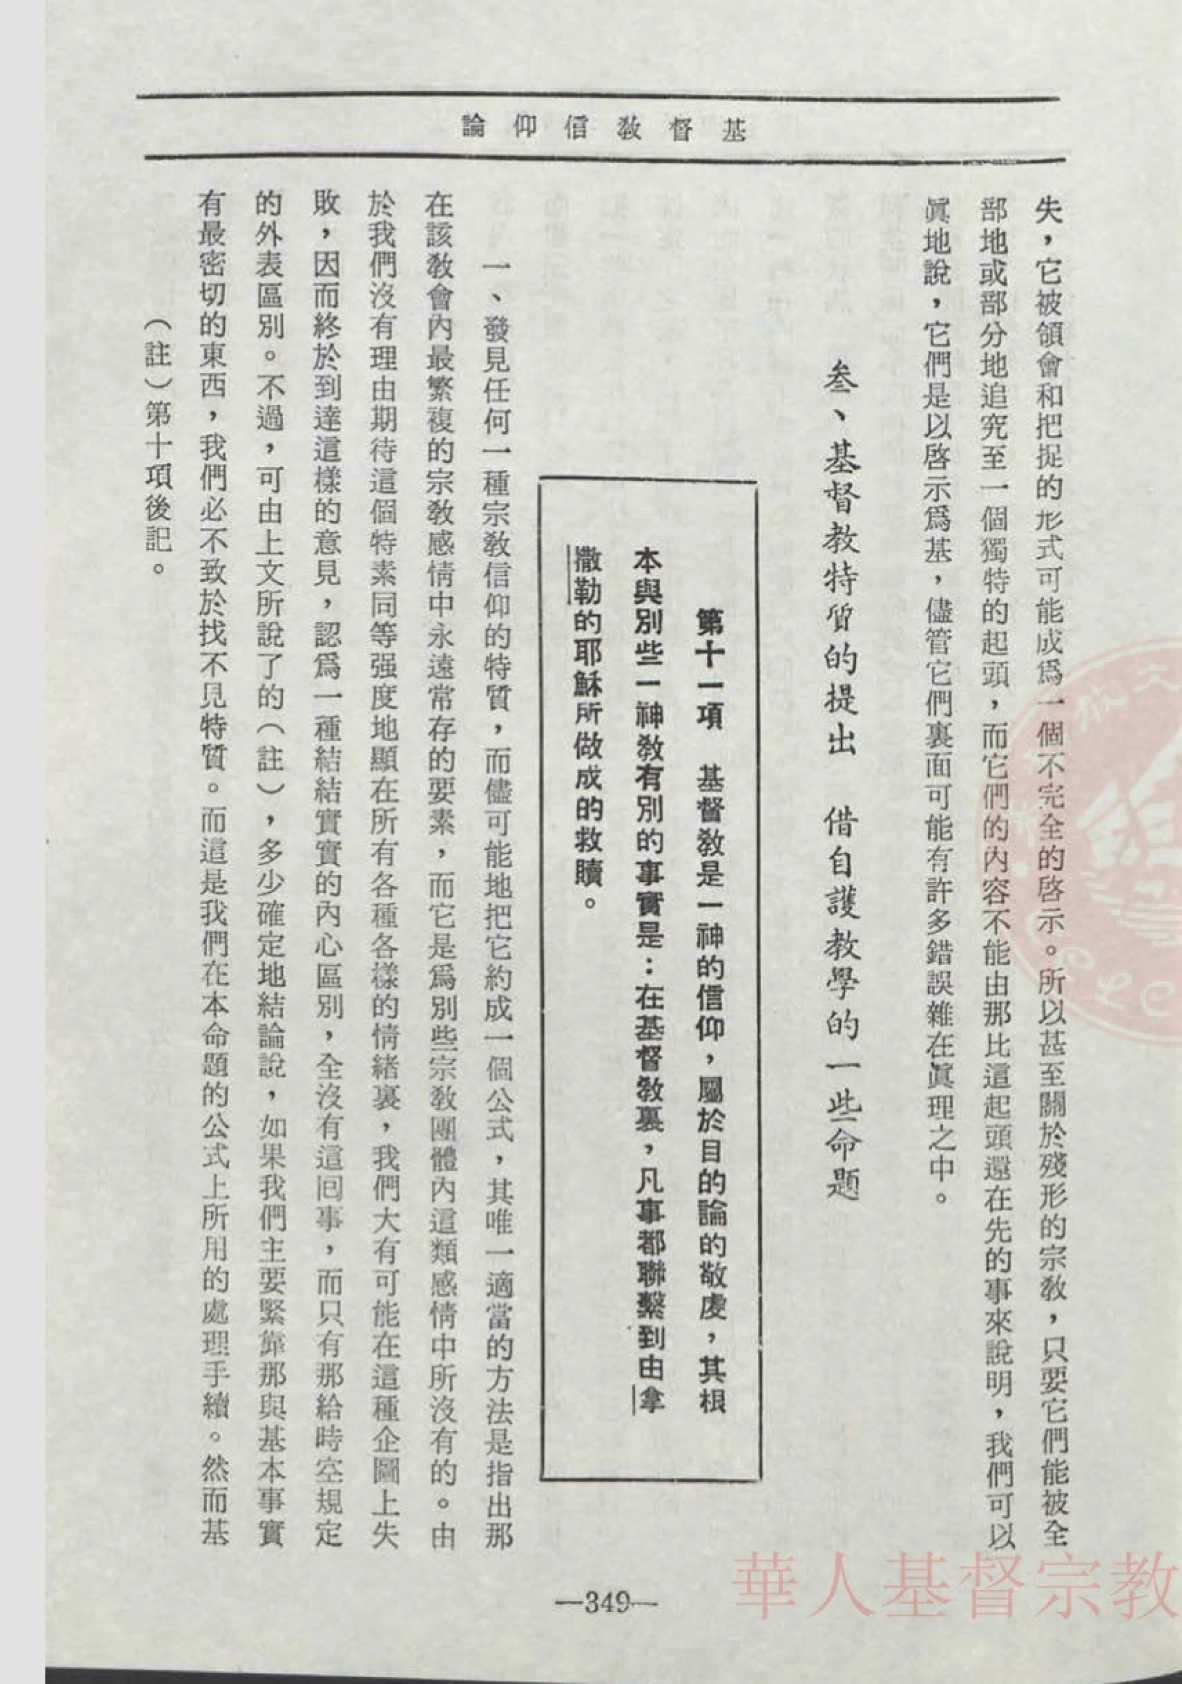 基督教信仰論
失，它被領會和把捉的形式可能成爲一個不完全的啓示。所以甚至關於殘形的宗教，只要它們能被全
部地或部分地追究至一個獨特的起頭，而它們的內容不能由那比這起頭還在先的事來說明，我們可以
眞地說，它們是以啓示爲基，儘管它們裏面可能有許多錯誤雜在眞理之中。
叁、基督教特質的提出　借自護教學的一些命題
第十一項　基督教是一神的信仰，屬於目的論的敬虔，其根
本與別些一神教有別的事實是：在基督教裏，凡事都聯繫到由拿
撒勒的耶穌所做成的救贖。
一、發見任何一種宗教信仰的特質，而儘可能地把它約成一個公式，其唯一適當的方法是指出那
在該教會內最繁複的宗教感情中永遠常存的要素，而它是爲別些宗教團體內這類感情中所沒有的。由
於我們沒有理由期待這個特素同等强度地顯在所有各種各樣的情緒裏，我們大有可能在這種企圖上失
敗，因而終於到達這樣的意見，認爲一種結結實實的內心區別，全沒有這回事，而只有那給時空規定
的外表區別。不過，可由上文所說了的（註），多少確定地結論說，如果我們主要緊靠那與基本事實
有最密切的東西，我們必不致於找不見特質。而這是我們在本命題的公式上所用的處理手續。然而基
（註）第十項後記。
—349—
華人基督宗教